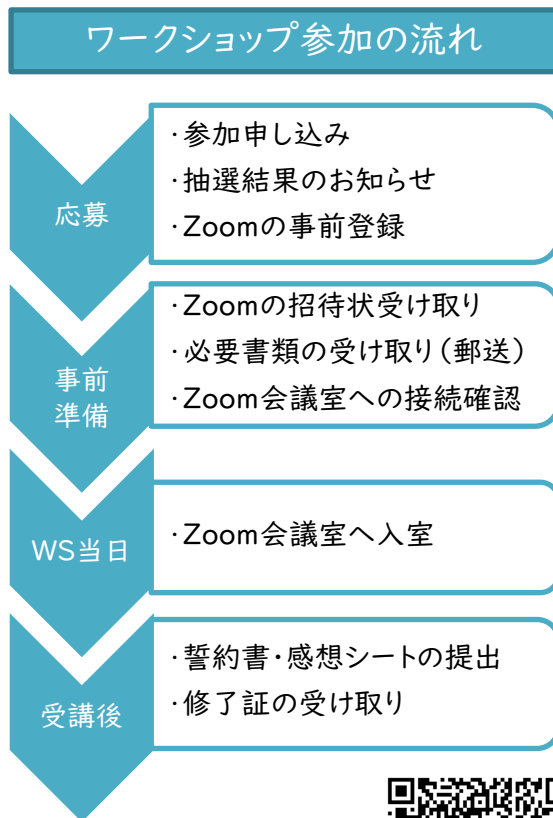 ワークショップ参加の流れ
応募
・参加申し込み
・抽選結果のお知らせ
・Zoomの事前登録
事前
準備
・Zoomの招待状受け取り
・必要書類の受け取り（郵送）
・Zoom会議室への接続確認
WS当日
・Zoom会議室へ入室
受講後
・誓約書・感想シートの提出
・修了証の受け取り